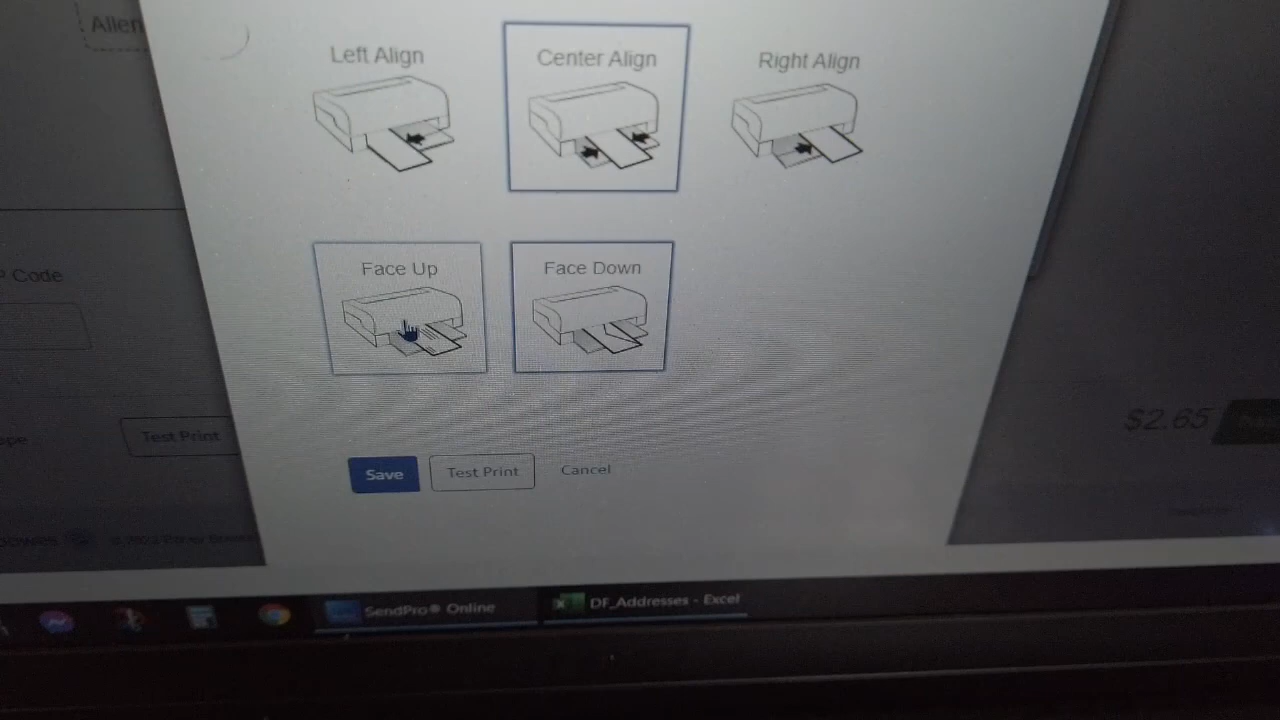 Allen
Left Align
Center Align
Right Align
Face Up
Face Down
Code
$2.65
Test Print
Save
Test Print
Cancel
SendPro® Online
DF_Addresses - Excel